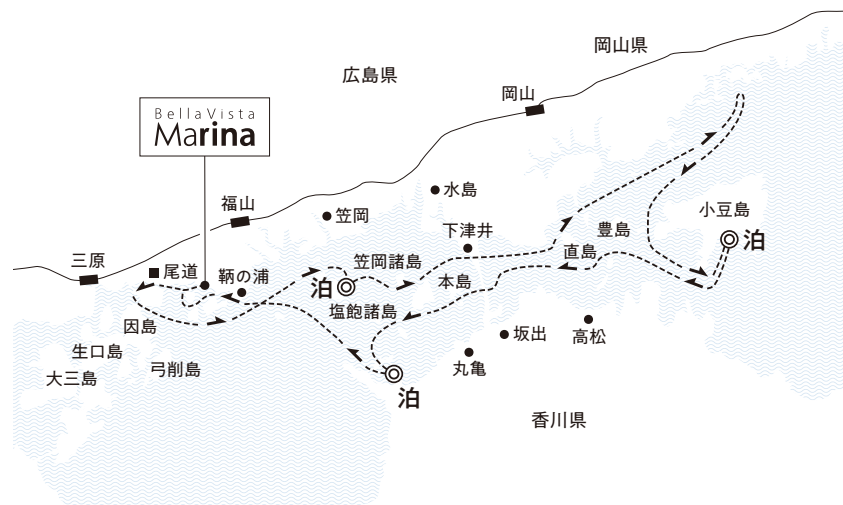 岡山県
広島県
岡山
BellaVista
Marina
水島
福山
笠岡
小豆島
泊
下津井
豊島
三原
直島
尾道
鞆の浦
笠岡諸島
本島
泊
塩飽諸島
因島
生口島
大三島
弓削島
坂出
高松
丸亀
泊
香川県